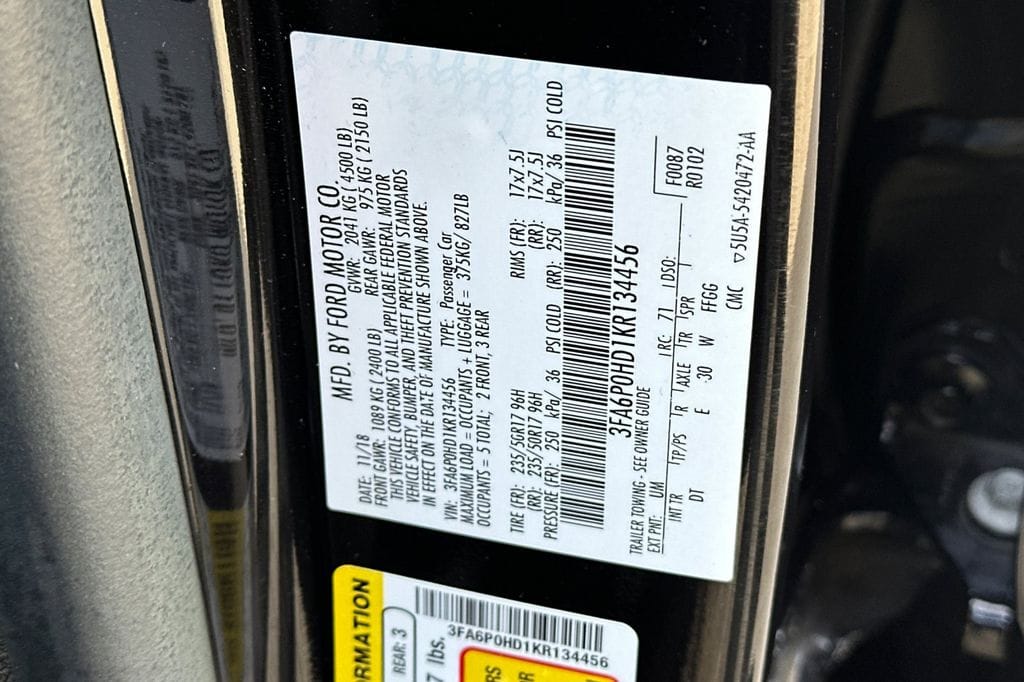 MFD. BY FORD MOTOR CO.
DATE: 11/18 GVWR: 2041 KG ( 4500 LB)
FRONT GAWR: 1089 KG ( 2400 LB) REAR GAWR: 975 KG ( 2150 LB)
THIS VEHICLE CONFORMS TO ALL APPLICABLE FEDERAL MOTOR
VEHICLE SAFETY, BUMPER, AND THEFT PREVENTION STANDARDS
IN EFFECT ON THE DATE OF MANUFACTURE SHOWN ABOVE.
VIN: 3FA6P0HD1KR134456 TYPE: Passenger Car
MAXIMUM LOAD = OCCUPANTS + LUGGAGE = 375KG/ 827LB
OCCUPANTS = 5 TOTAL; 2 FRONT, 3 REAR
TIRE (FR): 235/50R17 96H RIMS (FR): 17x7.5J
(RR): 235/50R17 96H (RR): 17x7.5J
PRESSURE (FR): 250 kPa/ 36 PSI COLD (RR): 250 kPa/ 36 PSI COLD
3FA6P0HD1KR134456
F0087
R0102
TRAILER TOWING - SEE OWNER GUIDE
EXT PNT: UM RC: 71 DSO:
INT TR TP/PS R AXLE TR SPR
DT E 30 W FFGG
CMC
▽5U5A-5420472-AA
ORMATION
REAR: 3
7 lbs.
3FA6P0HD1KR134456